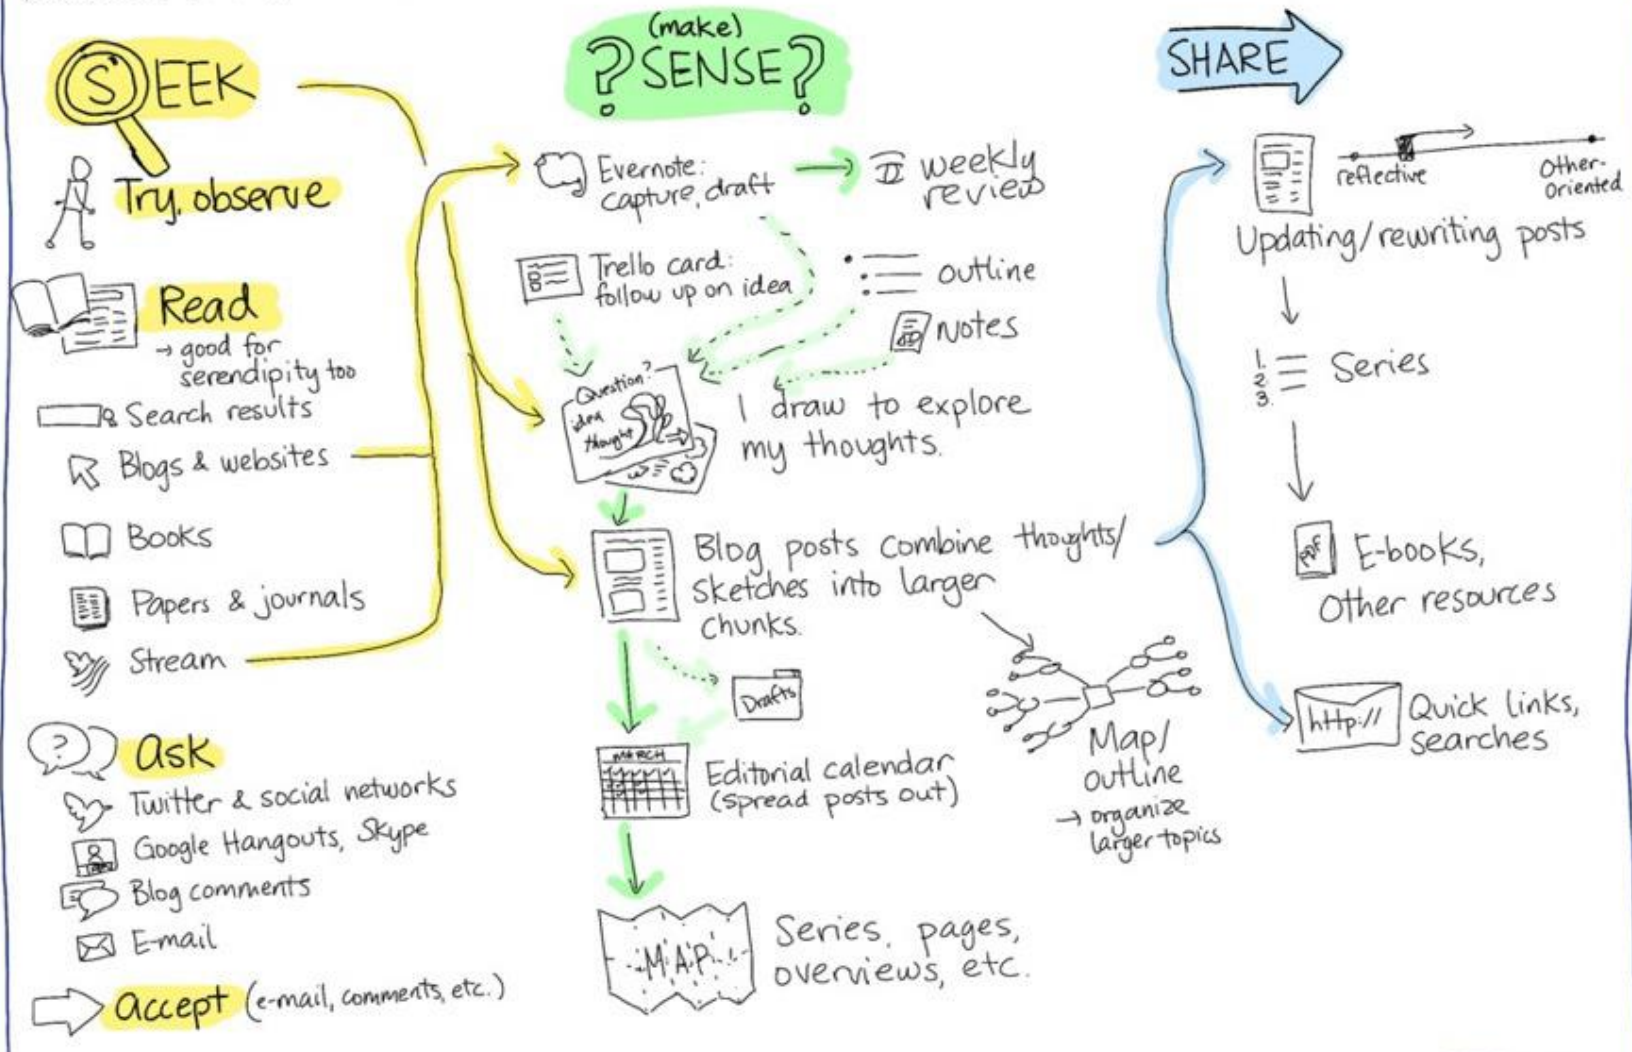 SEEK
Try, observe
Read
→ good for
serendipity too
Search results
Blogs & websites
Books
Papers & journals
Stream
?
ask
Twitter & social networks
Google Hangouts, Skype
Blog comments
E-mail
accept (e-mail, comments, etc.)
(make)
? SENSE ?
Evernote:
capture, draft
weekly
review
Trello card:
follow up on idea
outline
Notes
Question?
idea
thought
I draw to explore
my thoughts.
Blog posts combine thoughts/
sketches into larger
chunks.
Drafts
MARCH
Editorial calendar
(spread posts out)
Map/
outline
→ organize
larger topics
MAP
Series, pages,
overviews, etc.
SHARE
reflective
Other-
oriented
Updating/rewriting posts
1.
2.
3.
Series
PDF
E-books,
Other resources
http://
Quick links,
searches